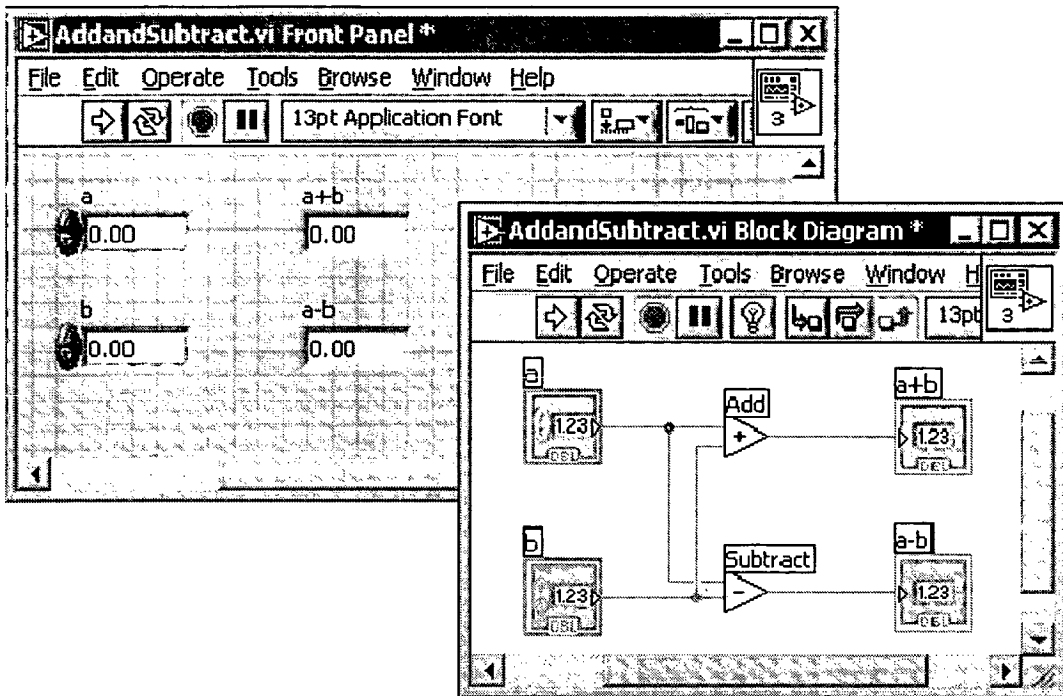 AddandSubtract.vi Front Panel *
File Edit Operate Tools Browse Window Help
13pt Application Font
3
a
0.00
a+b
0.00
b
0.00
a-b
0.00
AddandSubtract.vi Block Diagram *
File Edit Operate Tools Browse Window H
13pt
3
a
1.23
DBL
Add
+
a+b
1.23
DBL
b
1.23
DBL
Subtract
-
a-b
1.23
DBL